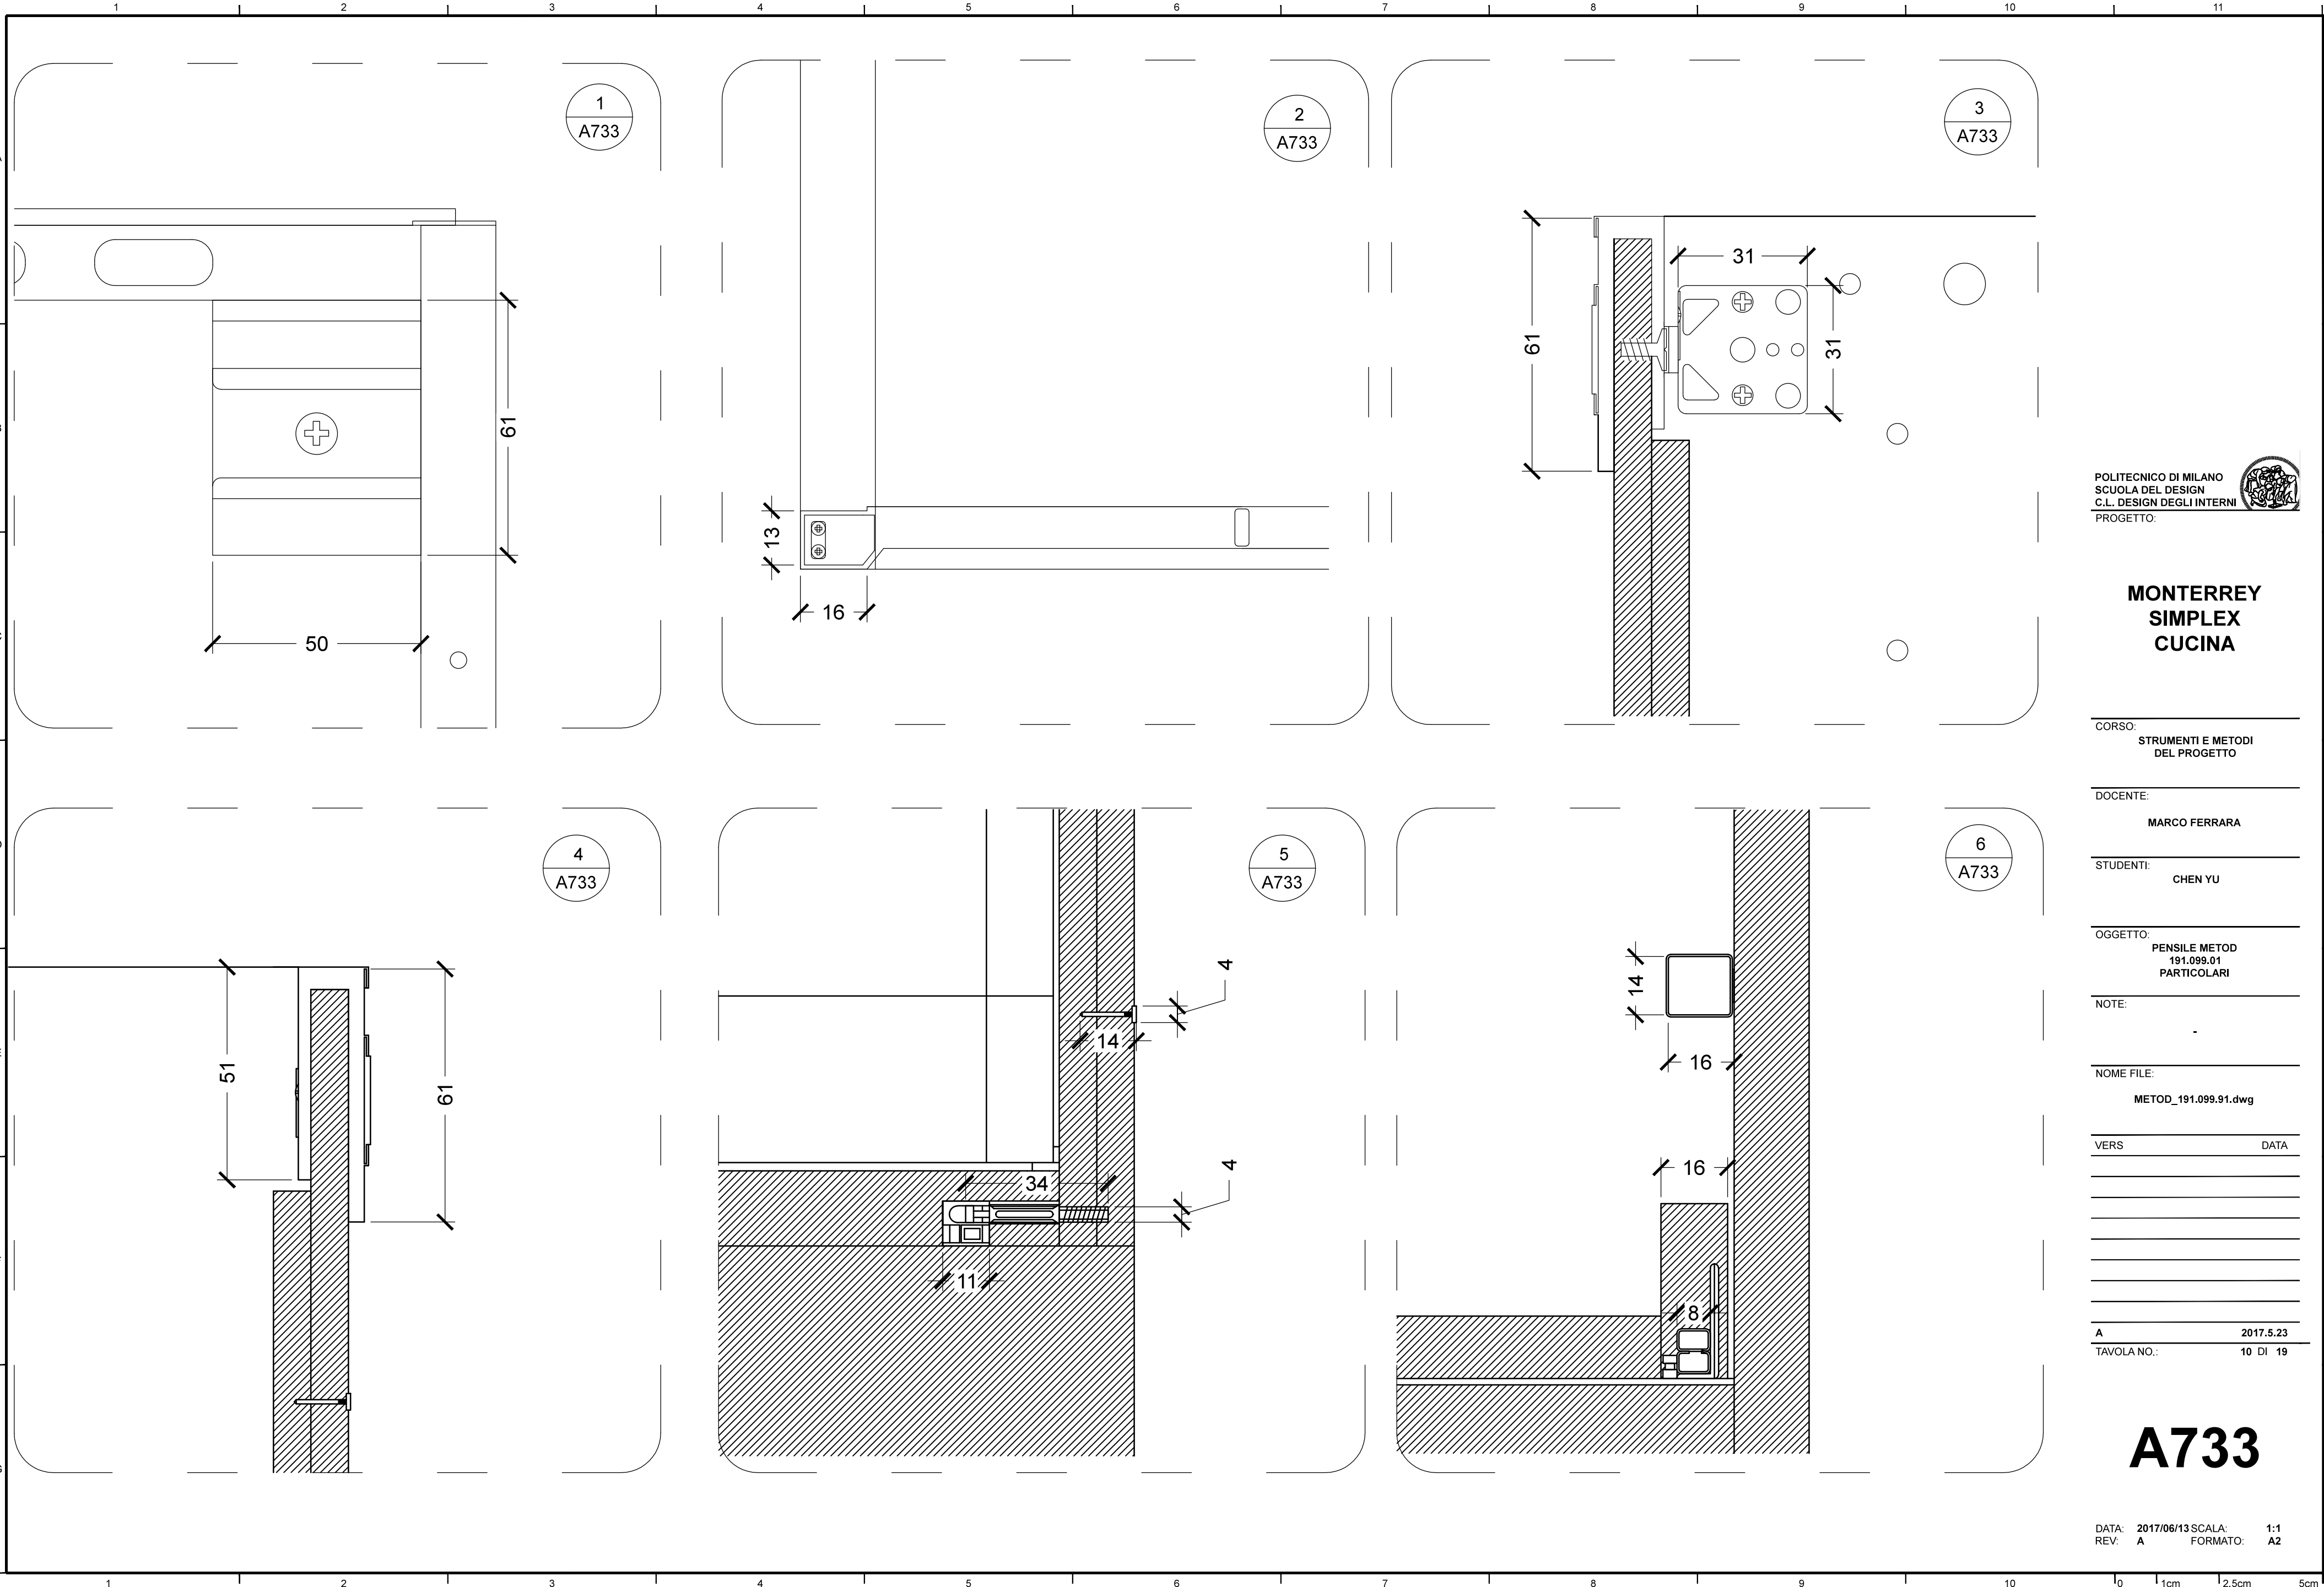 1 2 3 4 5 6 7 8 9 10 11
1
A733
61
50
2
A733
13
16
3
A733
61
31
31
4
A733
51
61
5
A733
4
14
34
4
11
6
A733
14
16
16
8
POLITECNICO DI MILANO
SCUOLA DEL DESIGN
C.L. DESIGN DEGLI INTERNI
PROGETTO:
MONTERREY
SIMPLEX
CUCINA
CORSO:
STRUMENTI E METODI
DEL PROGETTO
DOCENTE:
MARCO FERRARA
STUDENTI:
CHEN YU
OGGETTO:
PENSILE METOD
191.099.01
PARTICOLARI
NOTE:
-
NOME FILE:
METOD_191.099.91.dwg
VERS DATA
A 2017.5.23
TAVOLA NO.: 10 DI 19
A733
DATA: 2017/06/13 SCALA: 1:1
REV: A FORMATO: A2
1 2 3 4 5 6 7 8 9 10 0 1cm 2.5cm 5cm